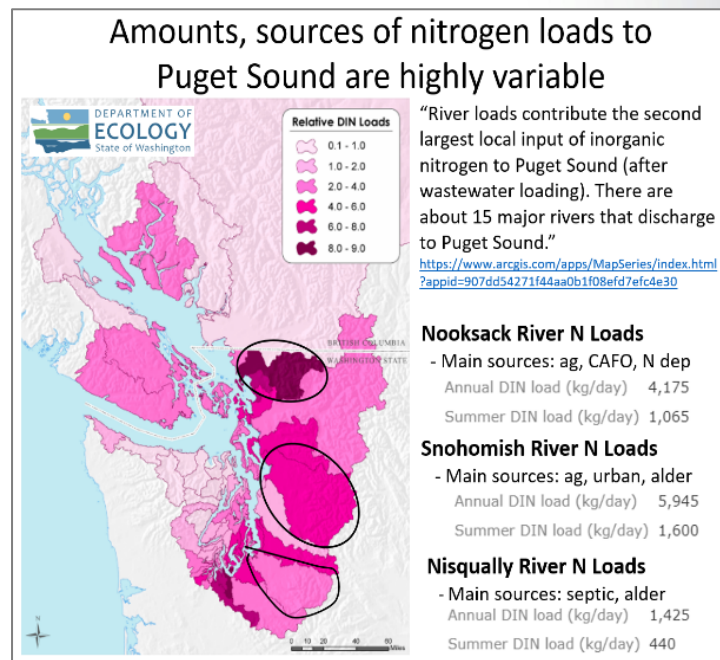 Amounts, sources of nitrogen loads to
Puget Sound are highly variable
DEPARTMENT OF
ECOLOGY
State of Washington
Relative DIN Loads
0.1 - 1.0
1.0 - 2.0
2.0 - 4.0
4.0 - 6.0
6.0 - 8.0
8.0 - 9.0
BRITISH COLUMBIA
WASHINGTON STATE
N
0 10 20 40 60
Miles
“River loads contribute the second
largest local input of inorganic
nitrogen to Puget Sound (after
wastewater loading). There are
about 15 major rivers that discharge
to Puget Sound.”
https://www.arcgis.com/apps/MapSeries/index.html
?appid=907dd54271f44aa0b1f08efd7efc4e30
Nooksack River N Loads
- Main sources: ag, CAFO, N dep
Annual DIN load (kg/day) 4,175
Summer DIN load (kg/day) 1,065
Snohomish River N Loads
- Main sources: ag, urban, alder
Annual DIN load (kg/day) 5,945
Summer DIN load (kg/day) 1,600
Nisqually River N Loads
- Main sources: septic, alder
Annual DIN load (kg/day) 1,425
Summer DIN load (kg/day) 440